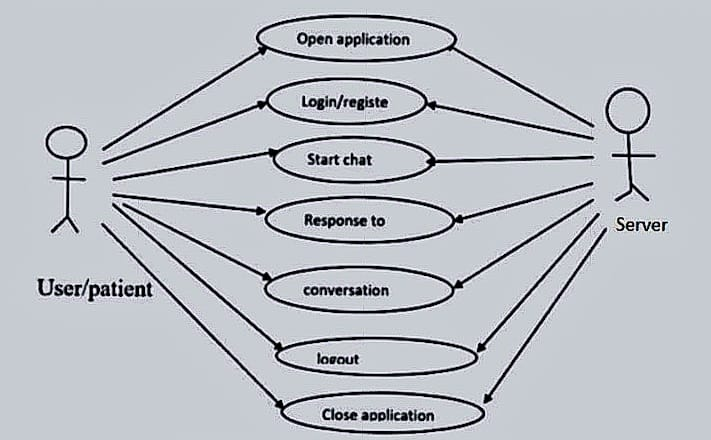 Open application
Login/registe
Start chat
Response to
Server
User/patient
conversation
logout
Close application